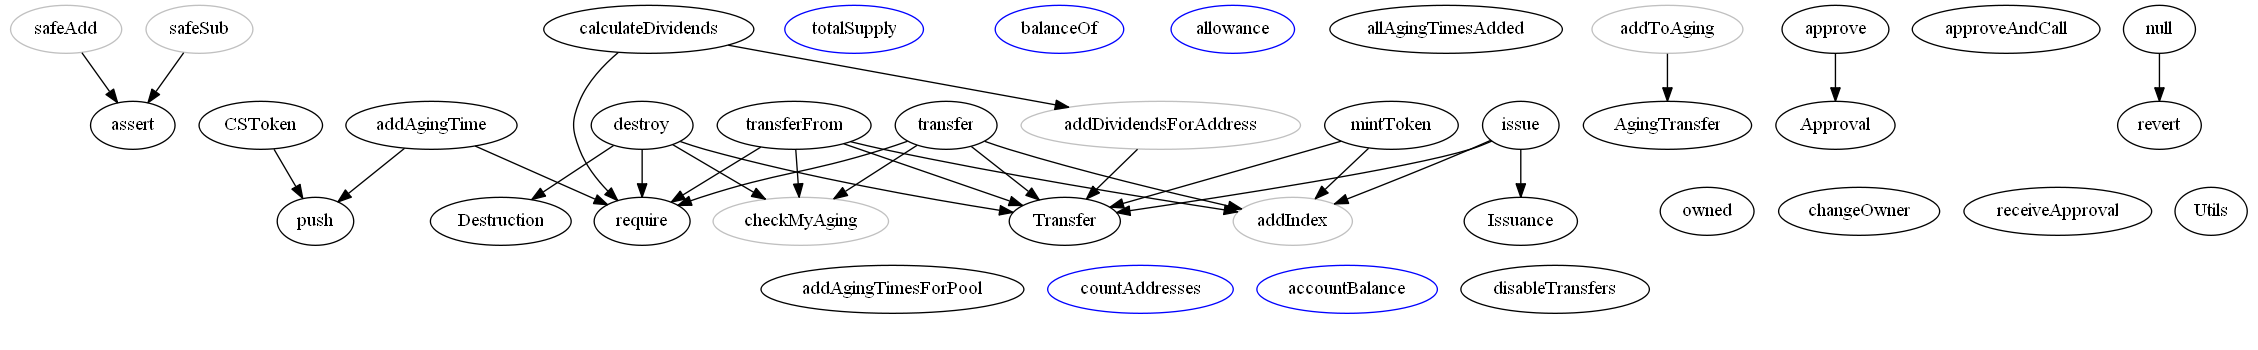 safeAdd
safeSub
calculateDividends
totalSupply
balanceOf
allowance
allAgingTimesAdded
addToAging
approve
approveAndCall
null
assert
CSToken
addAgingTime
destroy
transferFrom
transfer
addDividendsForAddress
mintToken
issue
AgingTransfer
Approval
revert
push
Destruction
require
checkMyAging
Transfer
addIndex
Issuance
owned
changeOwner
receiveApproval
Utils
addAgingTimesForPool
countAddresses
accountBalance
disableTransfers